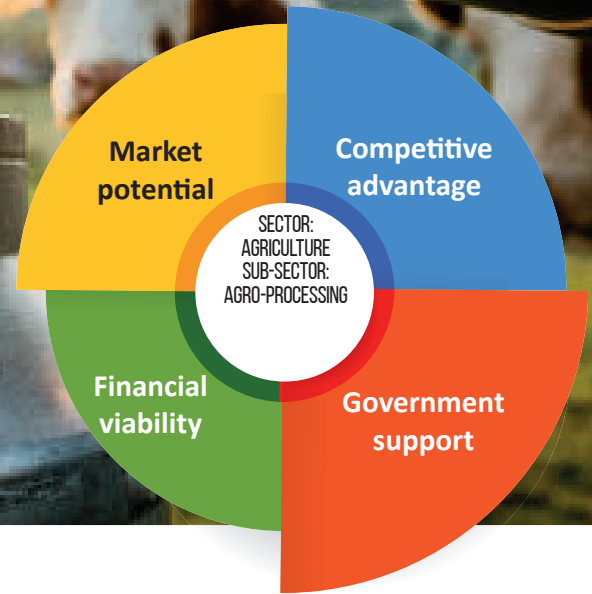 Market
potential
Competitive
advantage
SECTOR:
AGRICULTURE
SUB-SECTOR:
AGRO-PROCESSING
Financial
viability
Government
support